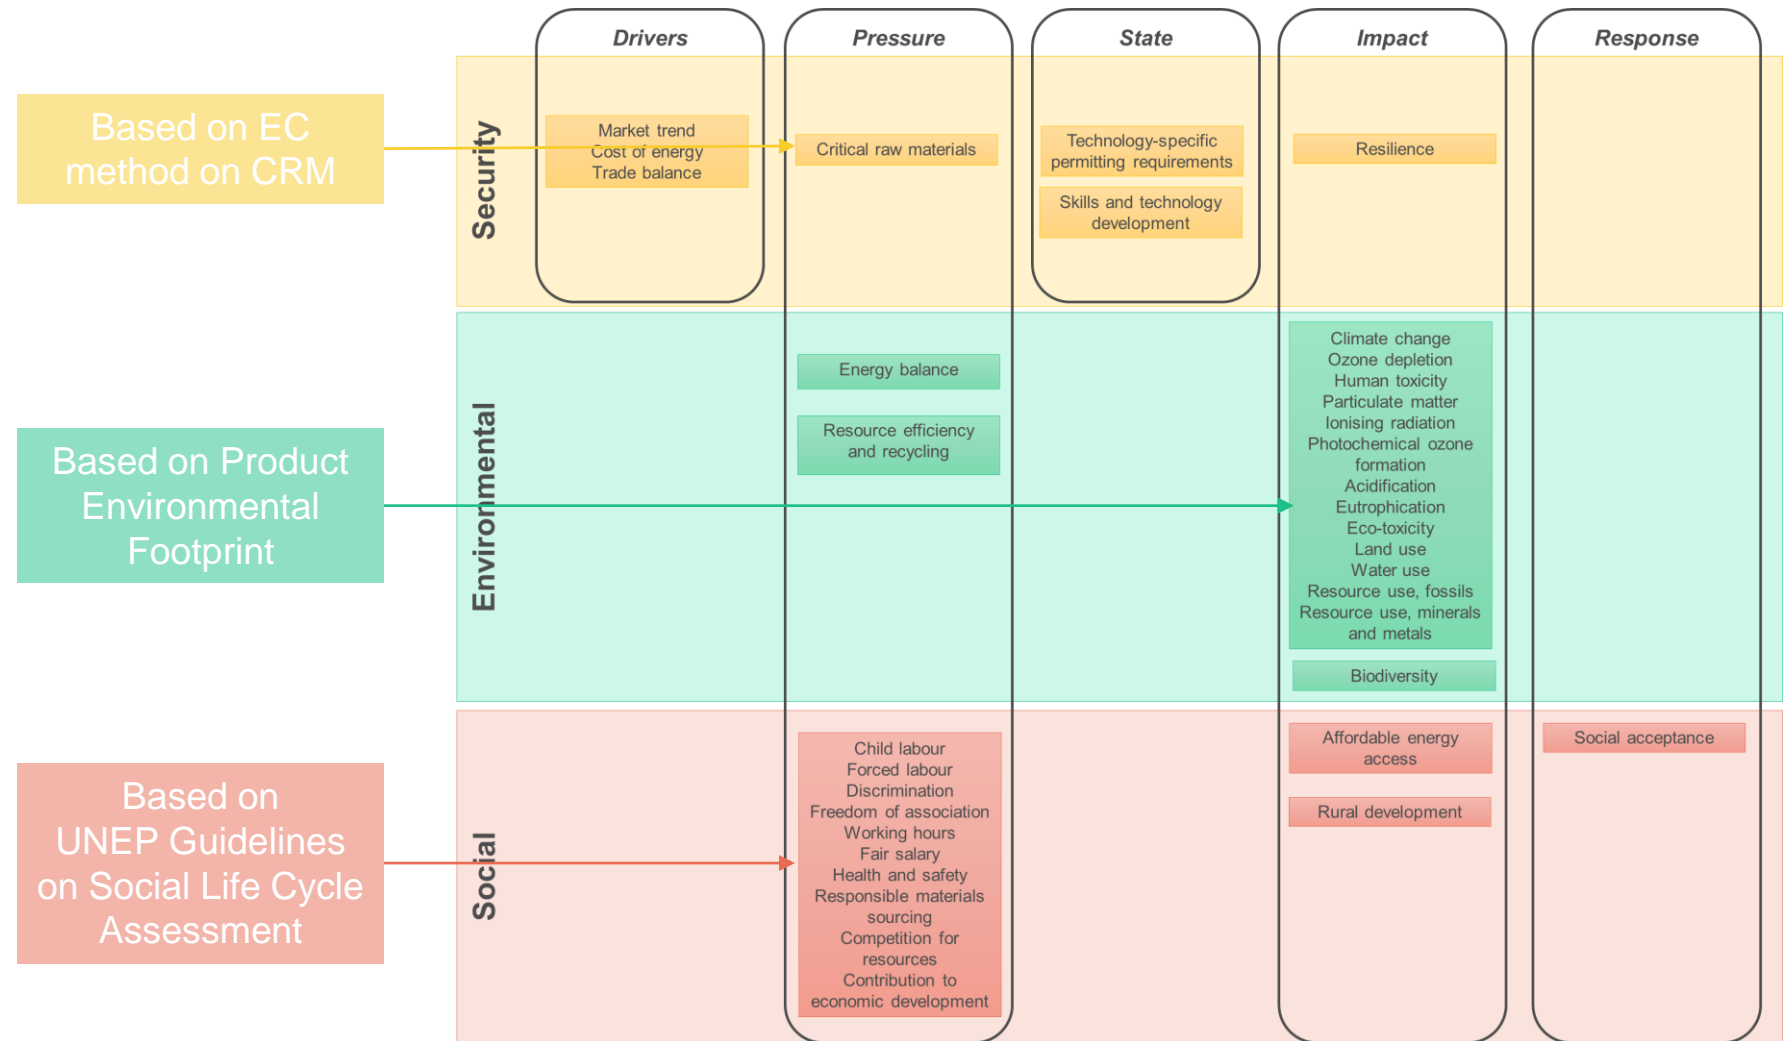 Drivers
Pressure
State
Impact
Response
Based on EC
method on CRM
Security
Market trend
Cost of energy
Trade balance
Critical raw materials
Technology-specific
permitting requirements
Skills and technology
development
Resilience
Based on Product
Environmental
Footprint
Environmental
Energy balance
Resource efficiency
and recycling
Climate change
Ozone depletion
Human toxicity
Particulate matter
Ionising radiation
Photochemical ozone
formation
Acidification
Eutrophication
Eco-toxicity
Land use
Water use
Resource use, fossils
Resource use, minerals
and metals
Biodiversity
Based on
UNEP Guidelines
on Social Life Cycle
Assessment
Social
Child labour
Forced labour
Discrimination
Freedom of association
Working hours
Fair salary
Health and safety
Responsible materials
sourcing
Competition for
resources
Contribution to
economic development
Affordable energy
access
Rural development
Social acceptance